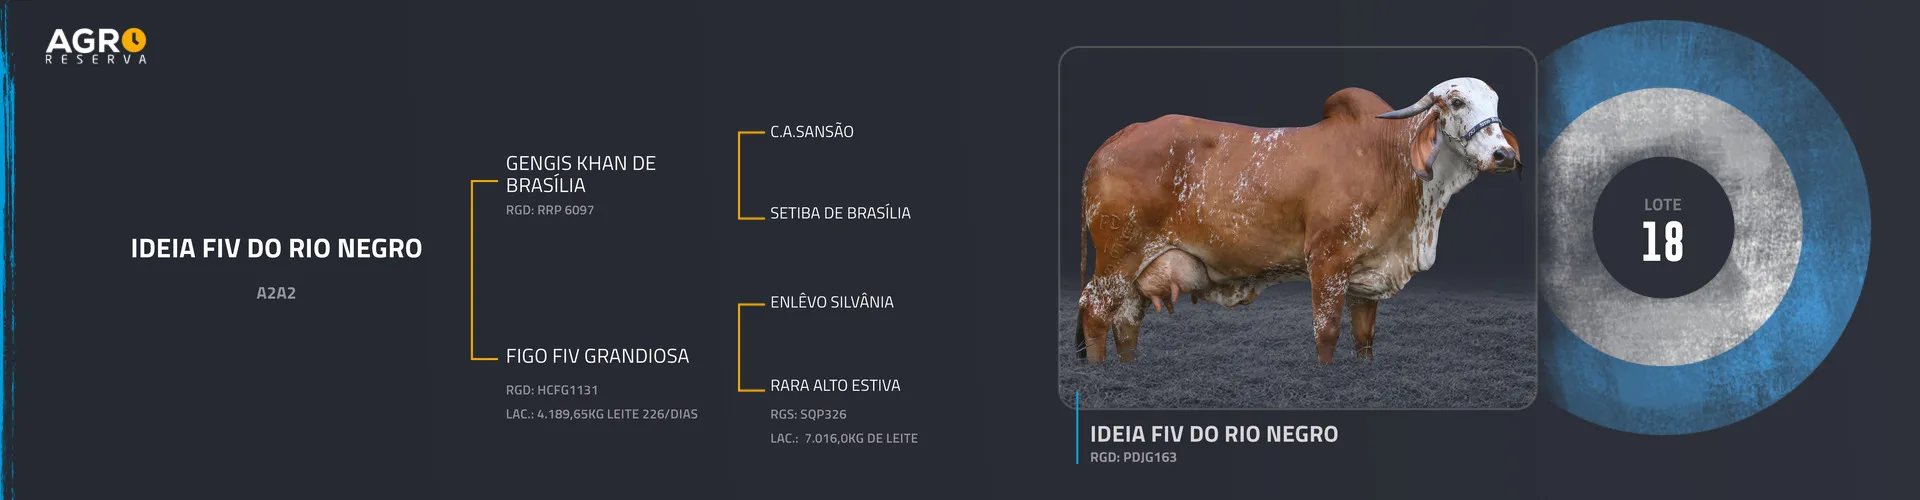 AGRO
RESERVA
IDEIA FIV DO RIO NEGRO
A2A2
GENGIS KHAN DE
BRASÍLIA
RGD: RRP 6097
FIGO FIV GRANDIOSA
RGD: HCFG1131
LAC.: 4.189,65KG LEITE 226/DIAS
C.A.SANSÃO
SETIBA DE BRASÍLIA
ENLÊVO SILVÂNIA
RARA ALTO ESTIVA
RGS: SQP326
LAC.: 7.016,0KG DE LEITE
IDEIA FIV DO RIO NEGRO
RGD: PDJG163
LOTE
18